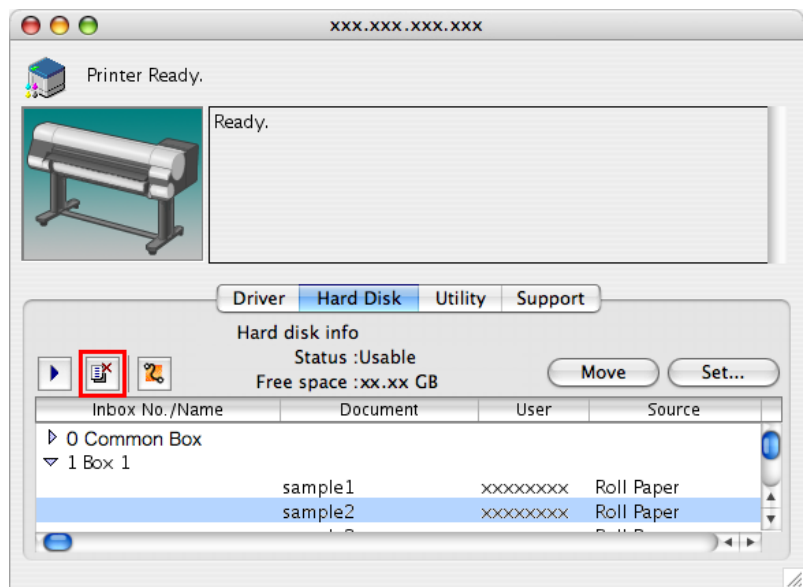 xxx.xxx.xxx.xxx
Printer Ready.
Ready.
Driver Hard Disk Utility Support
Hard disk info
Status :Usable
Free space :xx.xx GB
Move Set...
Inbox No./Name Document User Source
0 Common Box
1 Box 1
sample1 xxxxxxxx Roll Paper
sample2 xxxxxxxx Roll Paper